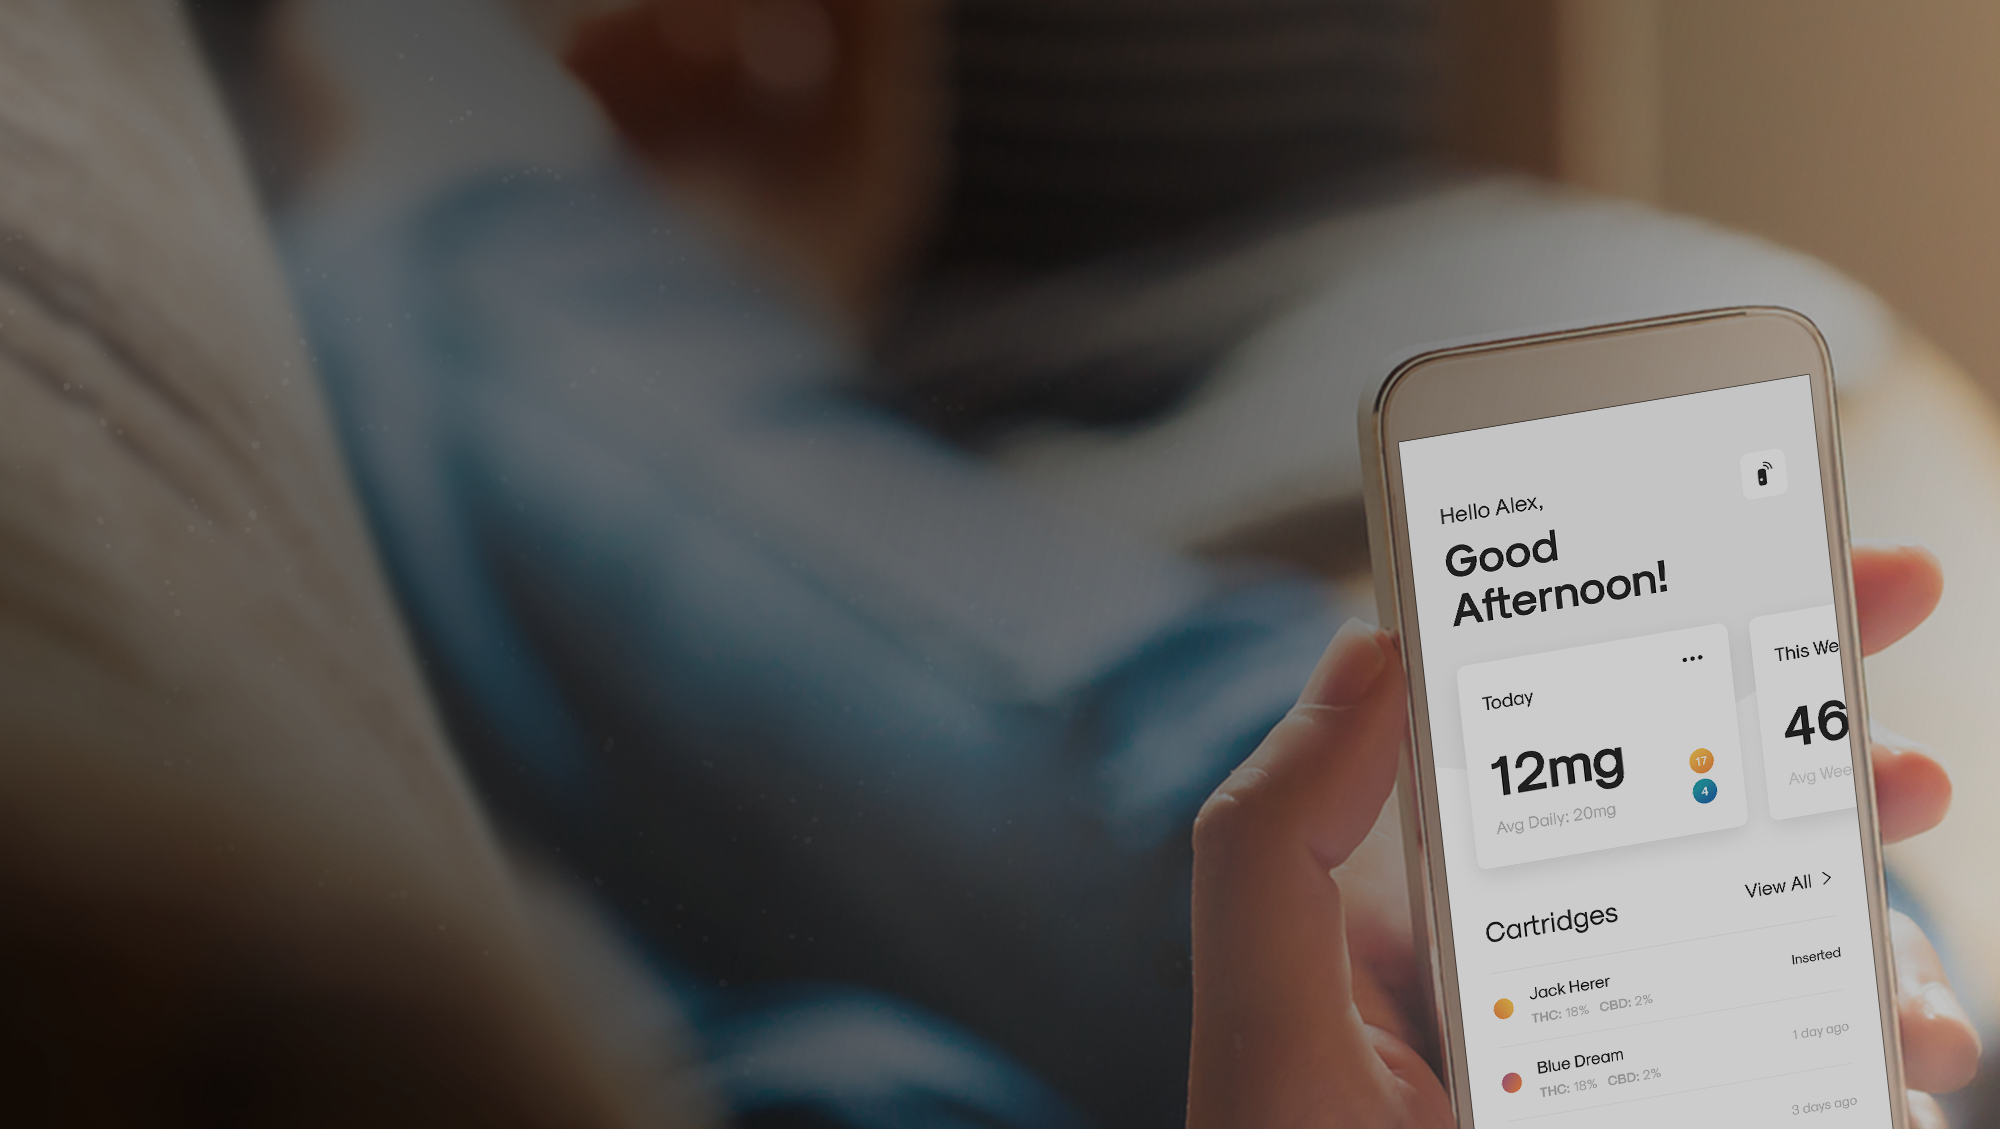 Hello Alex,
Good
Afternoon!
Today
12mg
Avg Daily: 20mg
17
4
This We
46
Avg Wee
Cartridges
View All
Jack Herer
Inserted
THC: 18% CBD: 2%
Blue Dream
1 day ago
THC: 18% CBD: 2%
3 days ago